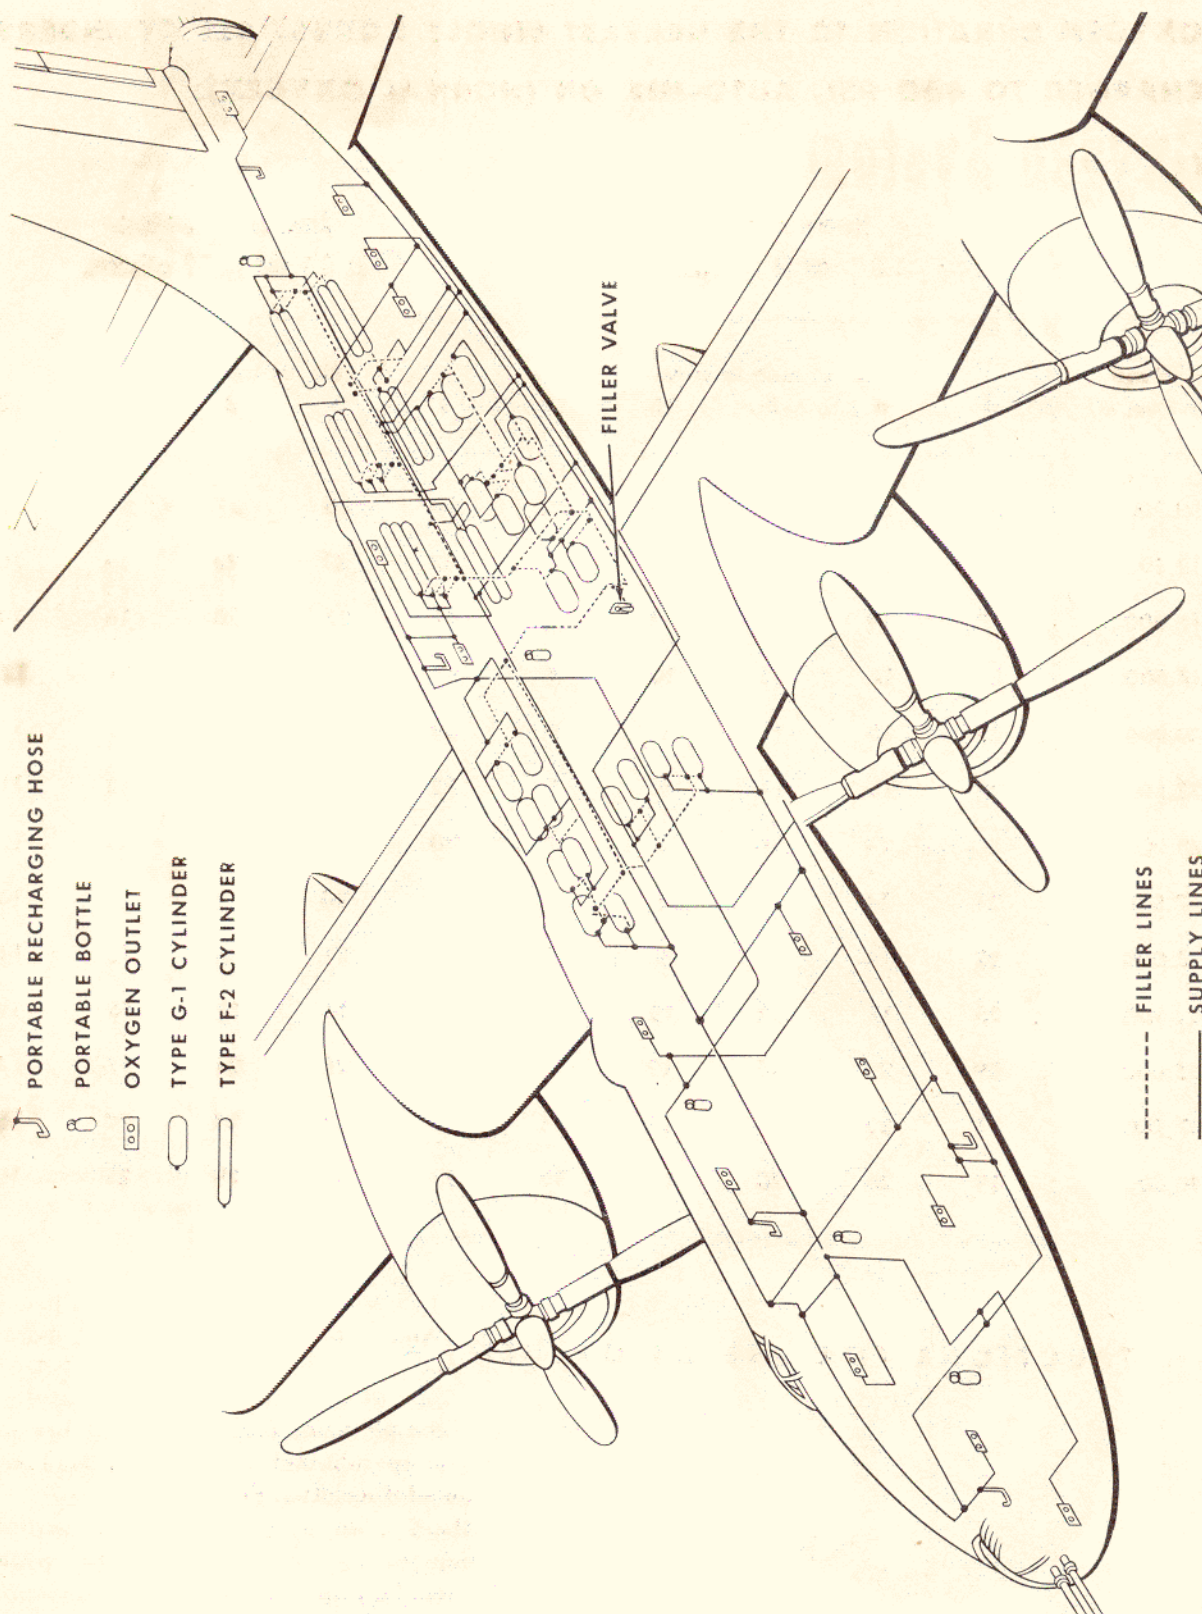 PORTABLE RECHARGING HOSE
PORTABLE BOTTLE
OXYGEN OUTLET
TYPE G-1 CYLINDER
TYPE F-2 CYLINDER
FILLER VALVE
FILLER LINES
SUPPLY LINES